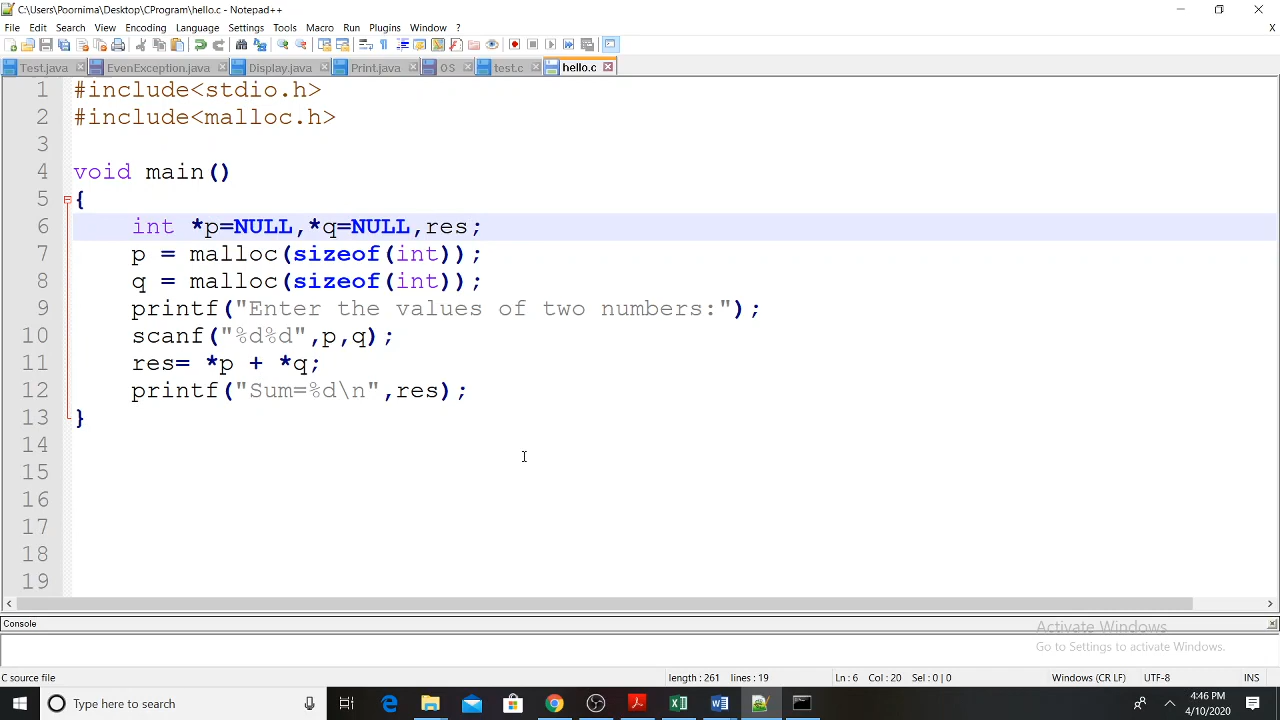 C:\Users\Poornima\Desktop\CProgram\hello.c - Notepad++
File Edit Search View Encoding Language Settings Tools Macro Run Plugins Window ? X
Test.java EvenException.java Display.java Print.java OS test.c hello.c
1 #include<stdio.h>
2 #include<malloc.h>
3
4 void main()
5 {
6 int *p=NULL,*q=NULL,res;
7 p = malloc(sizeof(int));
8 q = malloc(sizeof(int));
9 printf("Enter the values of two numbers:");
10 scanf("%d%d",p,q);
11 res= *p + *q;
12 printf("Sum=%d\n",res);
13 }
14
15
16
17
18
19
Console
Activate Windows
Go to Settings to activate Windows.
C source file length : 261 lines : 19 Ln : 6 Col : 20 Sel : 0 | 0 Windows (CR LF) UTF-8 INS
Type here to search
4:46 PM
4/10/2020